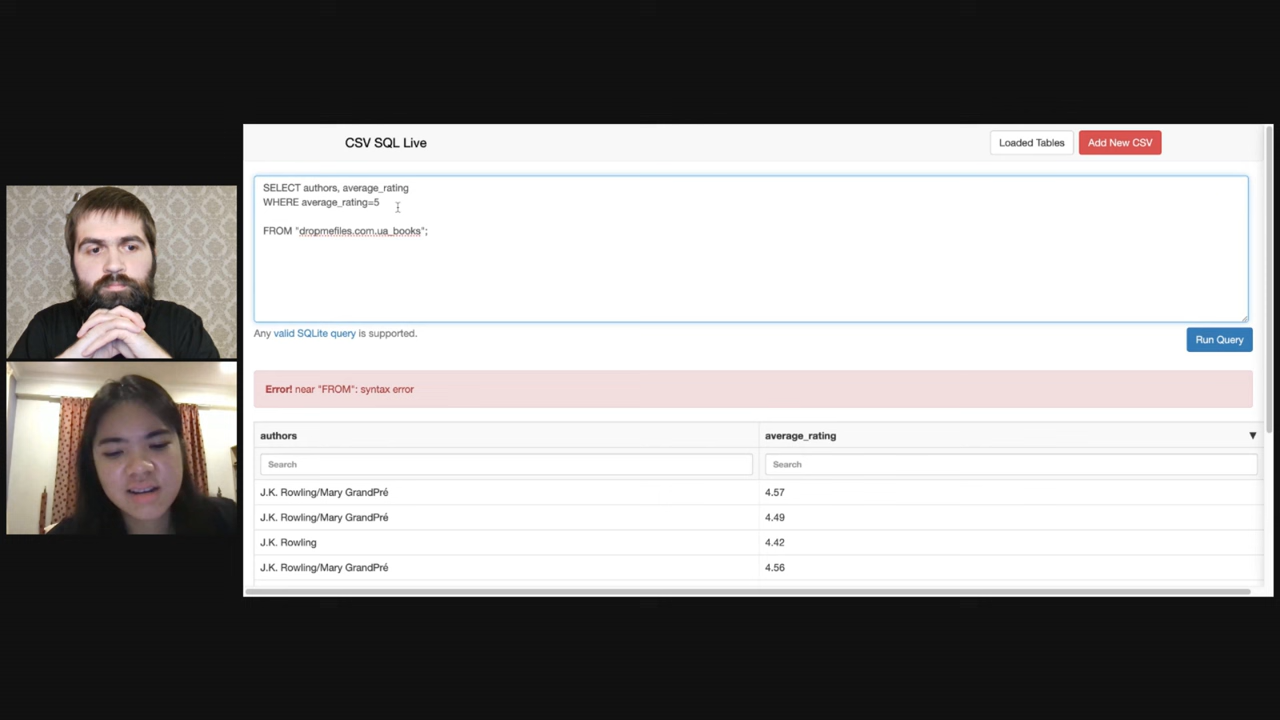 CSV SQL Live
Loaded Tables
Add New CSV
SELECT authors, average_rating
WHERE average_rating=5
FROM "dropmefiles.com.ua_books";
Any valid SQLite query is supported.
Run Query
Error! near "FROM": syntax error
authors
average_rating ▼
Search
Search
J.K. Rowling/Mary GrandPré
4.57
J.K. Rowling/Mary GrandPré
4.49
J.K. Rowling
4.42
J.K. Rowling/Mary GrandPré
4.56